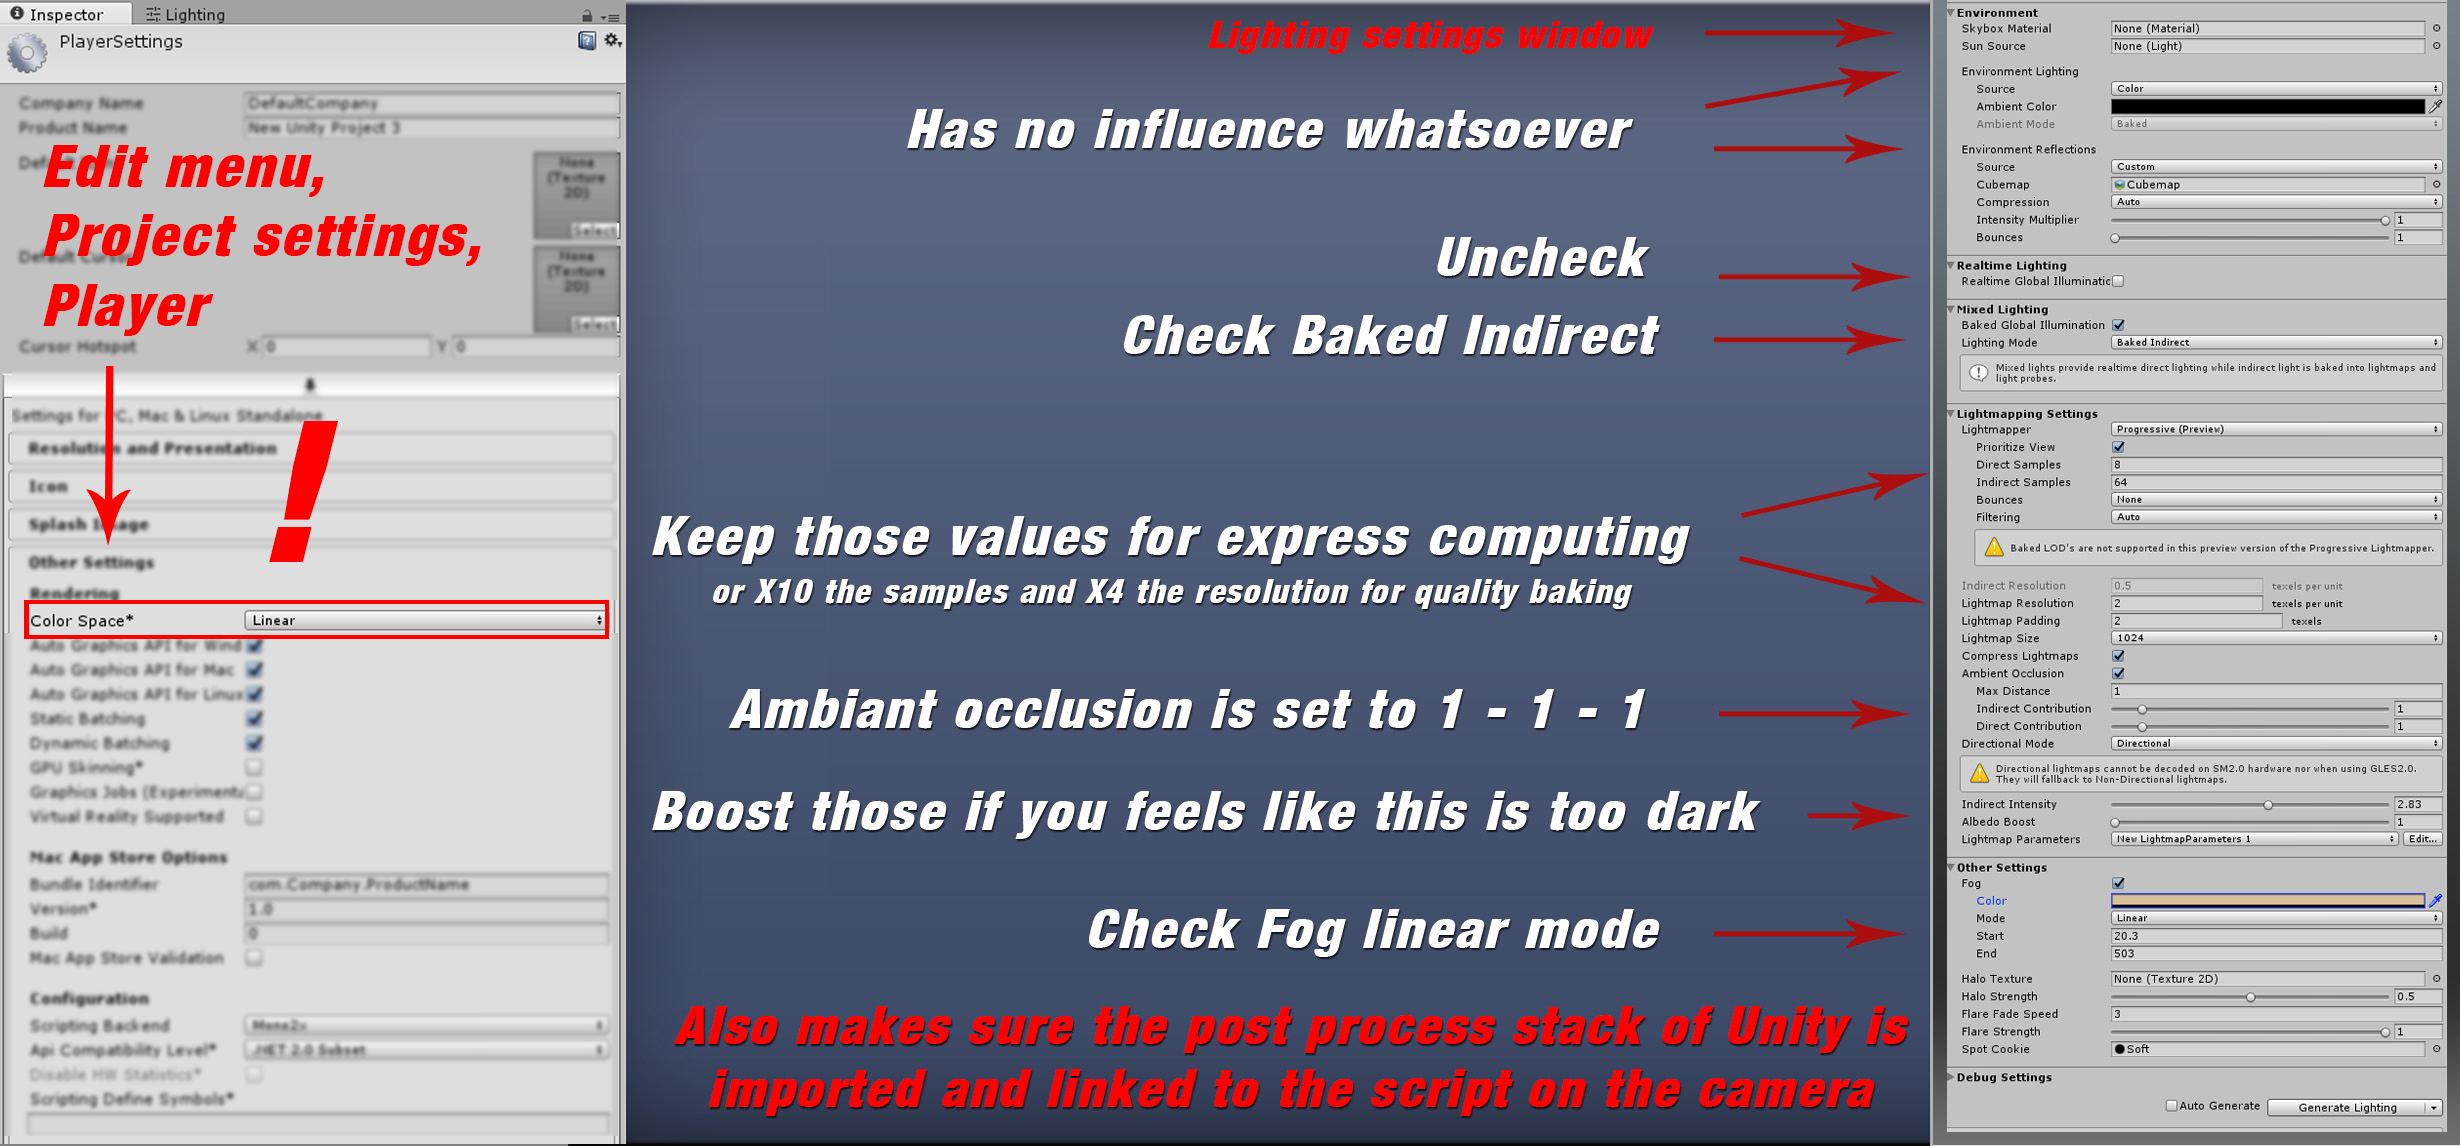 Inspector
Lighting
PlayerSettings
Company Name
DefaultCompany
Product Name
New Unity Project 3
None
(Texture
2D)
Select
Edit menu,
Project settings,
Player
Default Cursor
None
(Texture
2D)
Select
Cursor Hotspot X 0 Y 0
Settings for PC, Mac & Linux Standalone
Resolution and Presentation
!
Icon
Splash Image
Other Settings
Rendering
Color Space* Linear
Auto Graphics API for Wind
Auto Graphics API for Mac
Auto Graphics API for Linux
Static Batching
Dynamic Batching
GPU Skinning*
Graphics Jobs (Experimenta
Virtual Reality Supported
Mac App Store Options
Bundle Identifier com.Company.ProductName
Version* 1.0
Build 0
Mac App Store Validation
Configuration
Scripting Backend Mono2x
Api Compatibility Level* .NET 2.0 Subset
Disable HW Statistics*
Scripting Define Symbols*
Lighting settings window
Has no influence whatsoever
Uncheck
Check Baked Indirect
Keep those values for express computing
or X10 the samples and X4 the resolution for quality baking
Ambiant occlusion is set to 1 - 1 - 1
Boost those if you feels like this is too dark
Check Fog linear mode
Also makes sure the post process stack of Unity is
imported and linked to the script on the camera
Environment
Skybox Material None (Material)
Sun Source None (Light)
Environment Lighting
Source Color
Ambient Color
Ambient Mode Baked
Environment Reflections
Source Custom
Cubemap Cubemap
Compression Auto
Intensity Multiplier 1
Bounces 1
Realtime Lighting
Realtime Global Illuminatic
Mixed Lighting
Baked Global Illumination
Lighting Mode Baked Indirect
Mixed lights provide realtime direct lighting while indirect light is baked into lightmaps and
light probes.
Lightmapping Settings
Lightmapper Progressive (Preview)
Prioritize View
Direct Samples 8
Indirect Samples 64
Bounces None
Filtering Auto
Baked LOD's are not supported in this preview version of the Progressive Lightmapper.
Indirect Resolution 0.5 texels per unit
Lightmap Resolution 2 texels per unit
Lightmap Padding 2 texels
Lightmap Size 1024
Compress Lightmaps
Ambient Occlusion
Max Distance 1
Indirect Contribution 1
Direct Contribution 1
Directional Mode Directional
Directional lightmaps cannot be decoded on SM2.0 hardware nor when using GLES2.0.
They will fallback to Non-Directional lightmaps.
Indirect Intensity 2.83
Albedo Boost 1
Lightmap Parameters New LightmapParameters 1 Edit...
Other Settings
Fog
Color
Mode Linear
Start 20.3
End 503
Halo Texture None (Texture 2D)
Halo Strength 0.5
Flare Fade Speed 3
Flare Strength 1
Spot Cookie Soft
Debug Settings
Auto Generate Generate Lighting